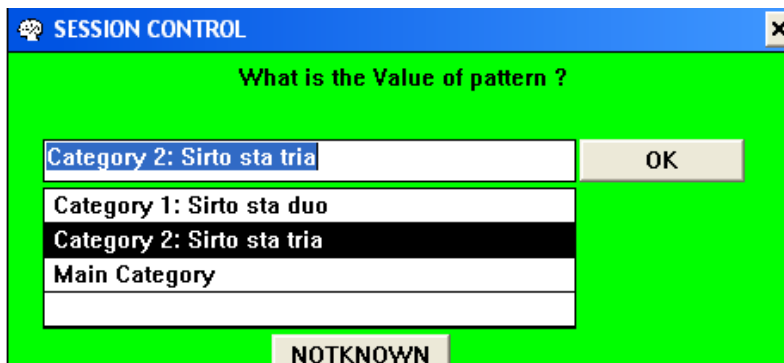 SESSION CONTROL
What is the Value of pattern ?
Category 2: Sirto sta tria
OK
Category 1: Sirto sta duo
Category 2: Sirto sta tria
Main Category
NOTKNOWN